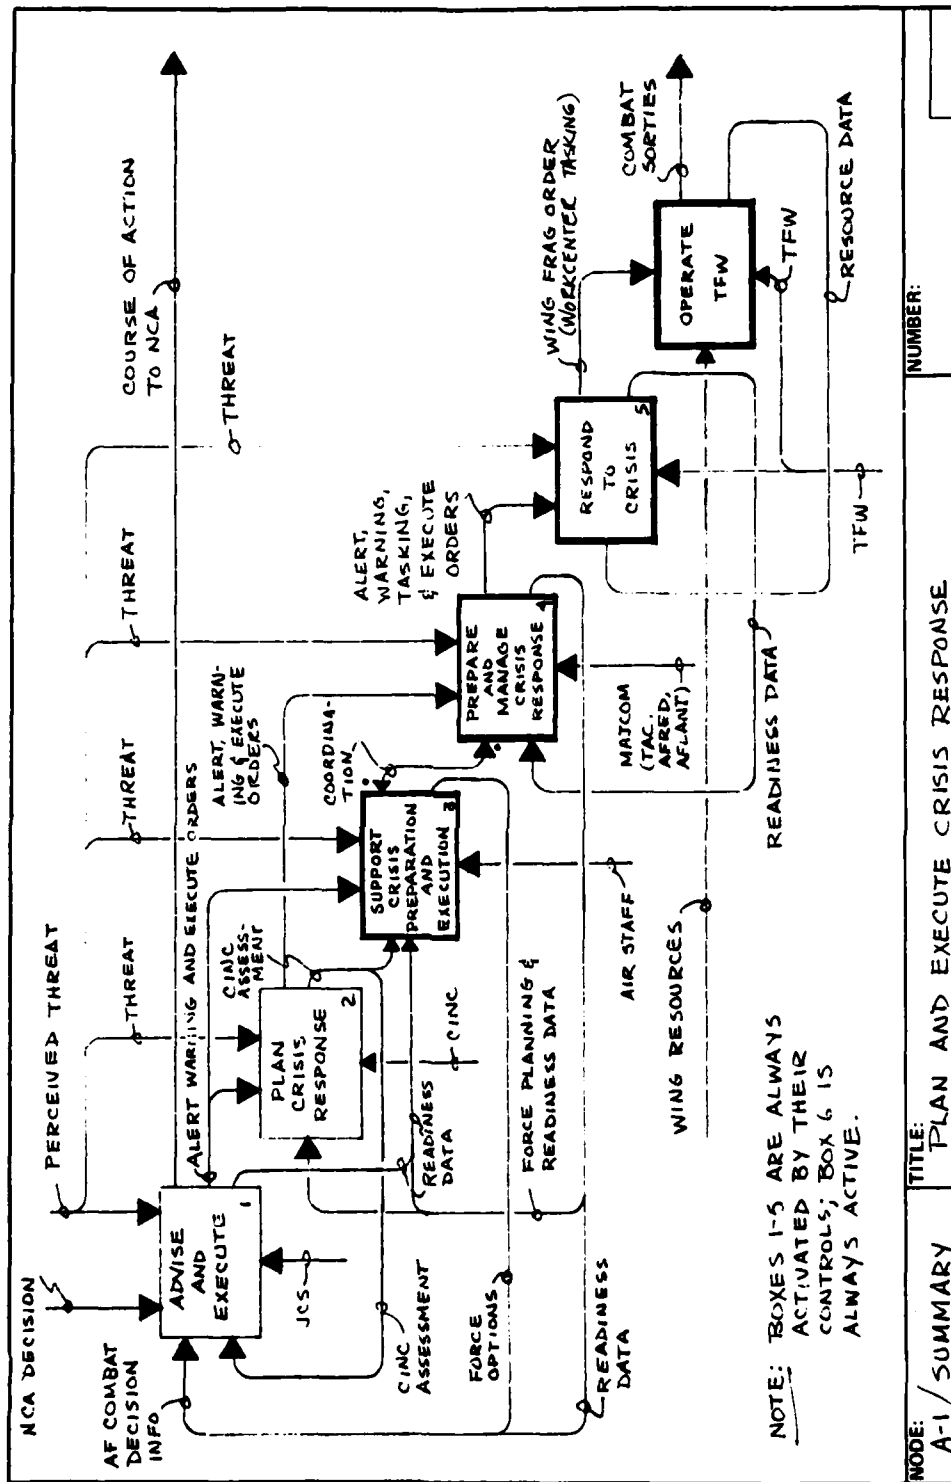 NCA DECISION
PERCEIVED THREAT
AF COMBAT
DECISION
INFO
ADVISE
AND
EXECUTE
1
JCS
ALERT WARNING AND EXECUTE ORDERS
COURSE OF ACTION
TO NCA
THREAT
THREAT
THREAT
THREAT
PLAN
CRISIS
RESPONSE
2
CINC
CINC
ASSESS-
MENT
ALERT, WARN-
ING & EXECUTE
ORDERS
COORDINA-
TION
SUPPORT
CRISIS
PREPARATION
AND
EXECUTION
3
AIR STAFF
PREPARE
AND
MANAGE
CRISIS
RESPONSE
4
MAJCOM
(TAC,
AFRED,
AFLANT)
ALERT,
WARNING,
TASKING,
& EXECUTE
ORDERS
RESPOND
TO
CRISIS
5
TFW
WING FRAG ORDER
(WORKCENTER TASKING)
OPERATE
TFW
TFW
COMBAT
SORTIES
RESOURCE DATA
READINESS DATA
WING RESOURCES
READINESS
DATA
FORCE PLANNING &
READINESS DATA
CINC
ASSESSMENT
FORCE
OPTIONS
READINESS
DATA
NOTE: BOXES 1-5 ARE ALWAYS
ACTIVATED BY THEIR
CONTROLS; BOX 6 IS
ALWAYS ACTIVE.
NODE: A-1/SUMMARY
TITLE: PLAN AND EXECUTE CRISIS RESPONSE
NUMBER: